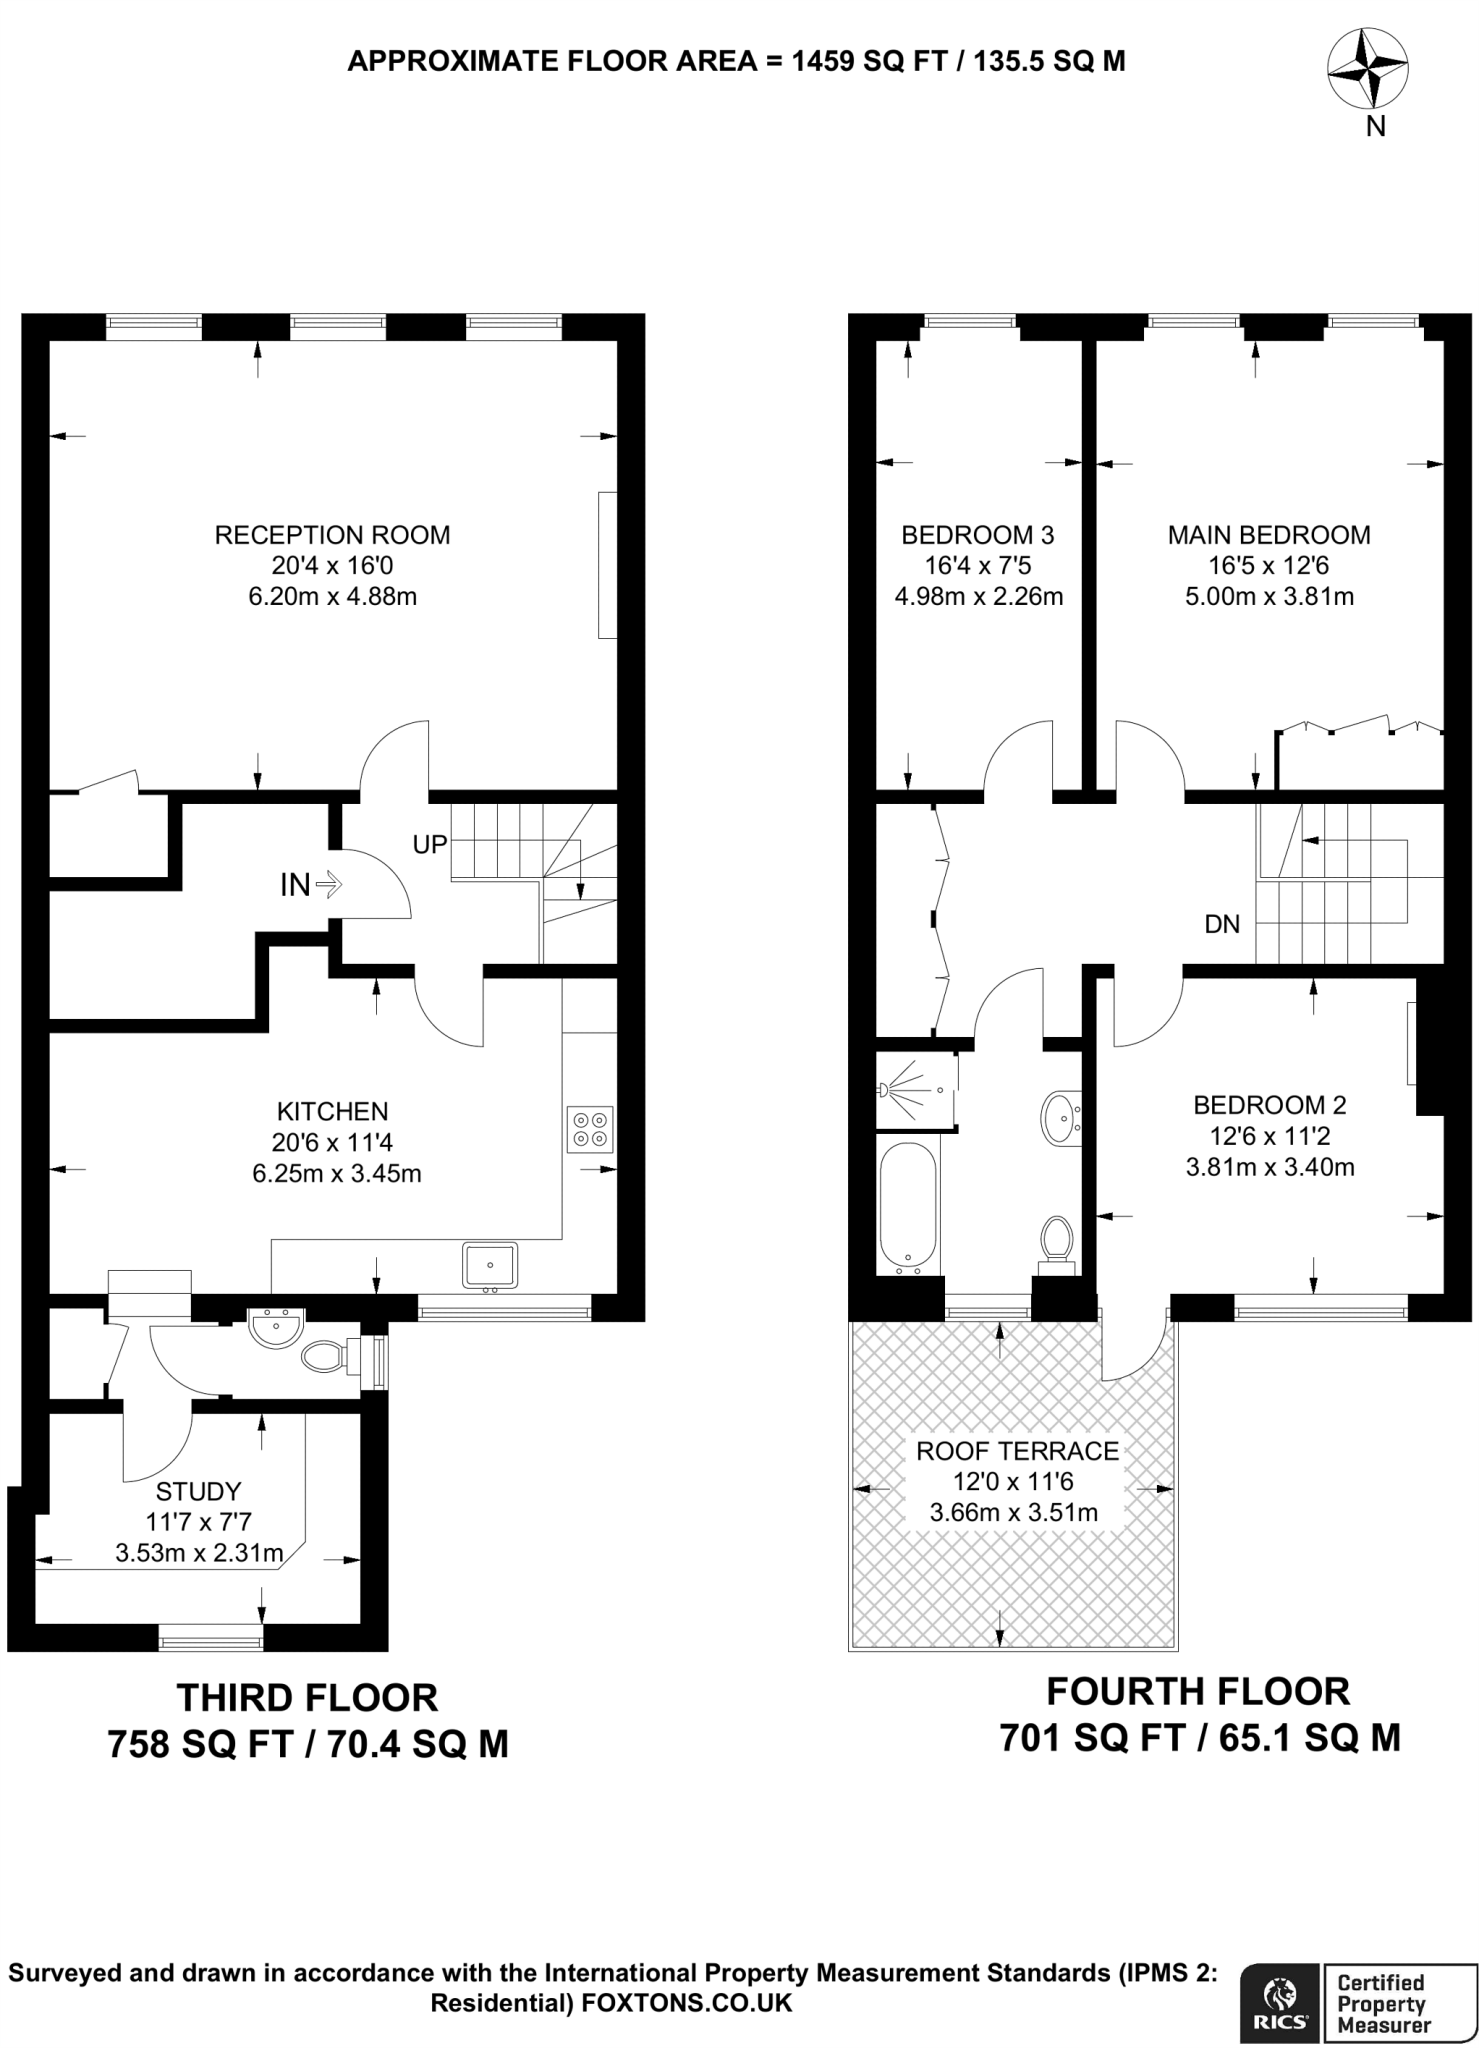 APPROXIMATE FLOOR AREA = 1459 SQ FT / 135.5 SQ M
N
RECEPTION ROOM
20'4 x 16'0
6.20m x 4.88m
UP
IN
KITCHEN
20'6 x 11'4
6.25m x 3.45m
STUDY
11'7 x 7'7
3.53m x 2.31m
THIRD FLOOR
758 SQ FT / 70.4 SQ M
BEDROOM 3
16'4 x 7'5
4.98m x 2.26m
MAIN BEDROOM
16'5 x 12'6
5.00m x 3.81m
DN
BEDROOM 2
12'6 x 11'2
3.81m x 3.40m
ROOF TERRACE
12'0 x 11'6
3.66m x 3.51m
FOURTH FLOOR
701 SQ FT / 65.1 SQ M
Surveyed and drawn in accordance with the International Property Measurement Standards (IPMS 2:
Residential) FOXTONS.CO.UK
RICS
Certified
Property
Measurer